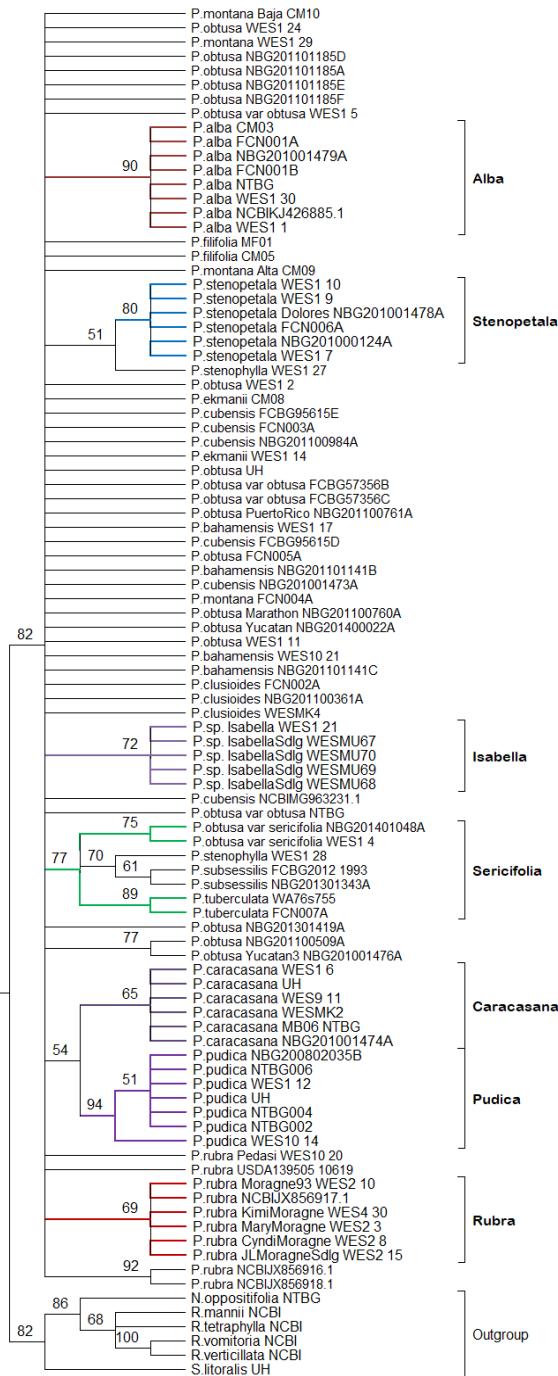 P.montana Baja CM10
P.obtusa WES1 24
P.montana WES1 29
P.obtusa NBG201101185D
P.obtusa NBG201101185A
P.obtusa NBG201101185E
P.obtusa NBG201101185F
P.obtusa var obtusa WES1 5
P.alba CM03
P.alba FCN001A
P.alba NBG201001479A
90
P.alba FCN001B
Alba
P.alba NTBG
P.alba WES1 30
P.alba NCBIKJ426885.1
P.alba WES1 1
P.filifolia MF01
P.filifolia CM05
P.montana Alta CM09
P.stenopetala WES1 10
P.stenopetala WES1 9
80
P.stenopetala Dolores NBG201001478A
Stenopetala
P.stenopetala FCN006A
51
P.stenopetala NBG201000124A
P.stenopetala WES1 7
P.stenophylla WES1 27
P.obtusa WES1 2
P.ekmanii CM08
P.cubensis FCBG95615E
P.cubensis FCN003A
P.cubensis NBG201100984A
P.ekmanii WES1 14
P.obtusa UH
P.obtusa var obtusa FCBG57356B
P.obtusa var obtusa FCBG57356C
P.obtusa PuertoRico NBG201100761A
P.bahamensis WES1 17
P.cubensis FCBG95615D
P.obtusa FCN005A
P.bahamensis NBG201101141B
P.cubensis NBG201001473A
P.montana FCN004A
P.obtusa Marathon NBG201100760A
P.obtusa Yucatan NBG201400022A
82
P.obtusa WES1 11
P.bahamensis WES10 21
P.bahamensis NBG201101141C
P.clusioides FCN002A
P.clusioides NBG201100361A
P.clusioides WESMK4
P.sp. Isabella WES1 21
72
P.sp. IsabellaSdlg WESMU67
P.sp. IsabellaSdlg WESMU70
Isabella
P.sp. IsabellaSdlg WESMU69
P.sp. IsabellaSdlg WESMU68
P.cubensis NCBIMG963231.1
P.obtusa var obtusa NTBG
75
P.obtusa var sericifolia NBG201401048A
P.obtusa var sericifolia WES1 4
77
70
P.stenophylla WES1 28
61
P.subsessilis FCBG2012 1993
Sericifolia
P.subsessilis NBG201301343A
89
P.tuberculata WA76s755
P.tuberculata FCN007A
P.obtusa NBG201301419A
77
P.obtusa NBG201100509A
P.obtusa Yucatan3 NBG201001476A
P.caracasana WES1 6
P.caracasana UH
65
P.caracasana WES9 11
Caracasana
P.caracasana WESMK2
P.caracasana MB06 NTBG
P.caracasana NBG201001474A
54
P.pudica NBG200802035B
51
P.pudica NTBG006
P.pudica WES1 12
P.pudica UH
Pudica
94
P.pudica NTBG004
P.pudica NTBG002
P.pudica WES10 14
P.rubra Pedasi WES10 20
P.rubra USDA139505 10619
P.rubra Moragne93 WES2 10
P.rubra NCBIJX856917.1
69
P.rubra KimiMoragne WES4 30
Rubra
P.rubra MaryMoragne WES2 3
P.rubra CyndiMoragne WES2 8
P.rubra JLMoragneSdlg WES2 15
92
P.rubra NCBIJX856916.1
P.rubra NCBIJX856918.1
86
N.oppositifolia NTBG
R.mannii NCBI
68
R.tetraphylla NCBI
82
100
R.vomitoria NCBI
Outgroup
R.verticillata NCBI
S.litoralis UH